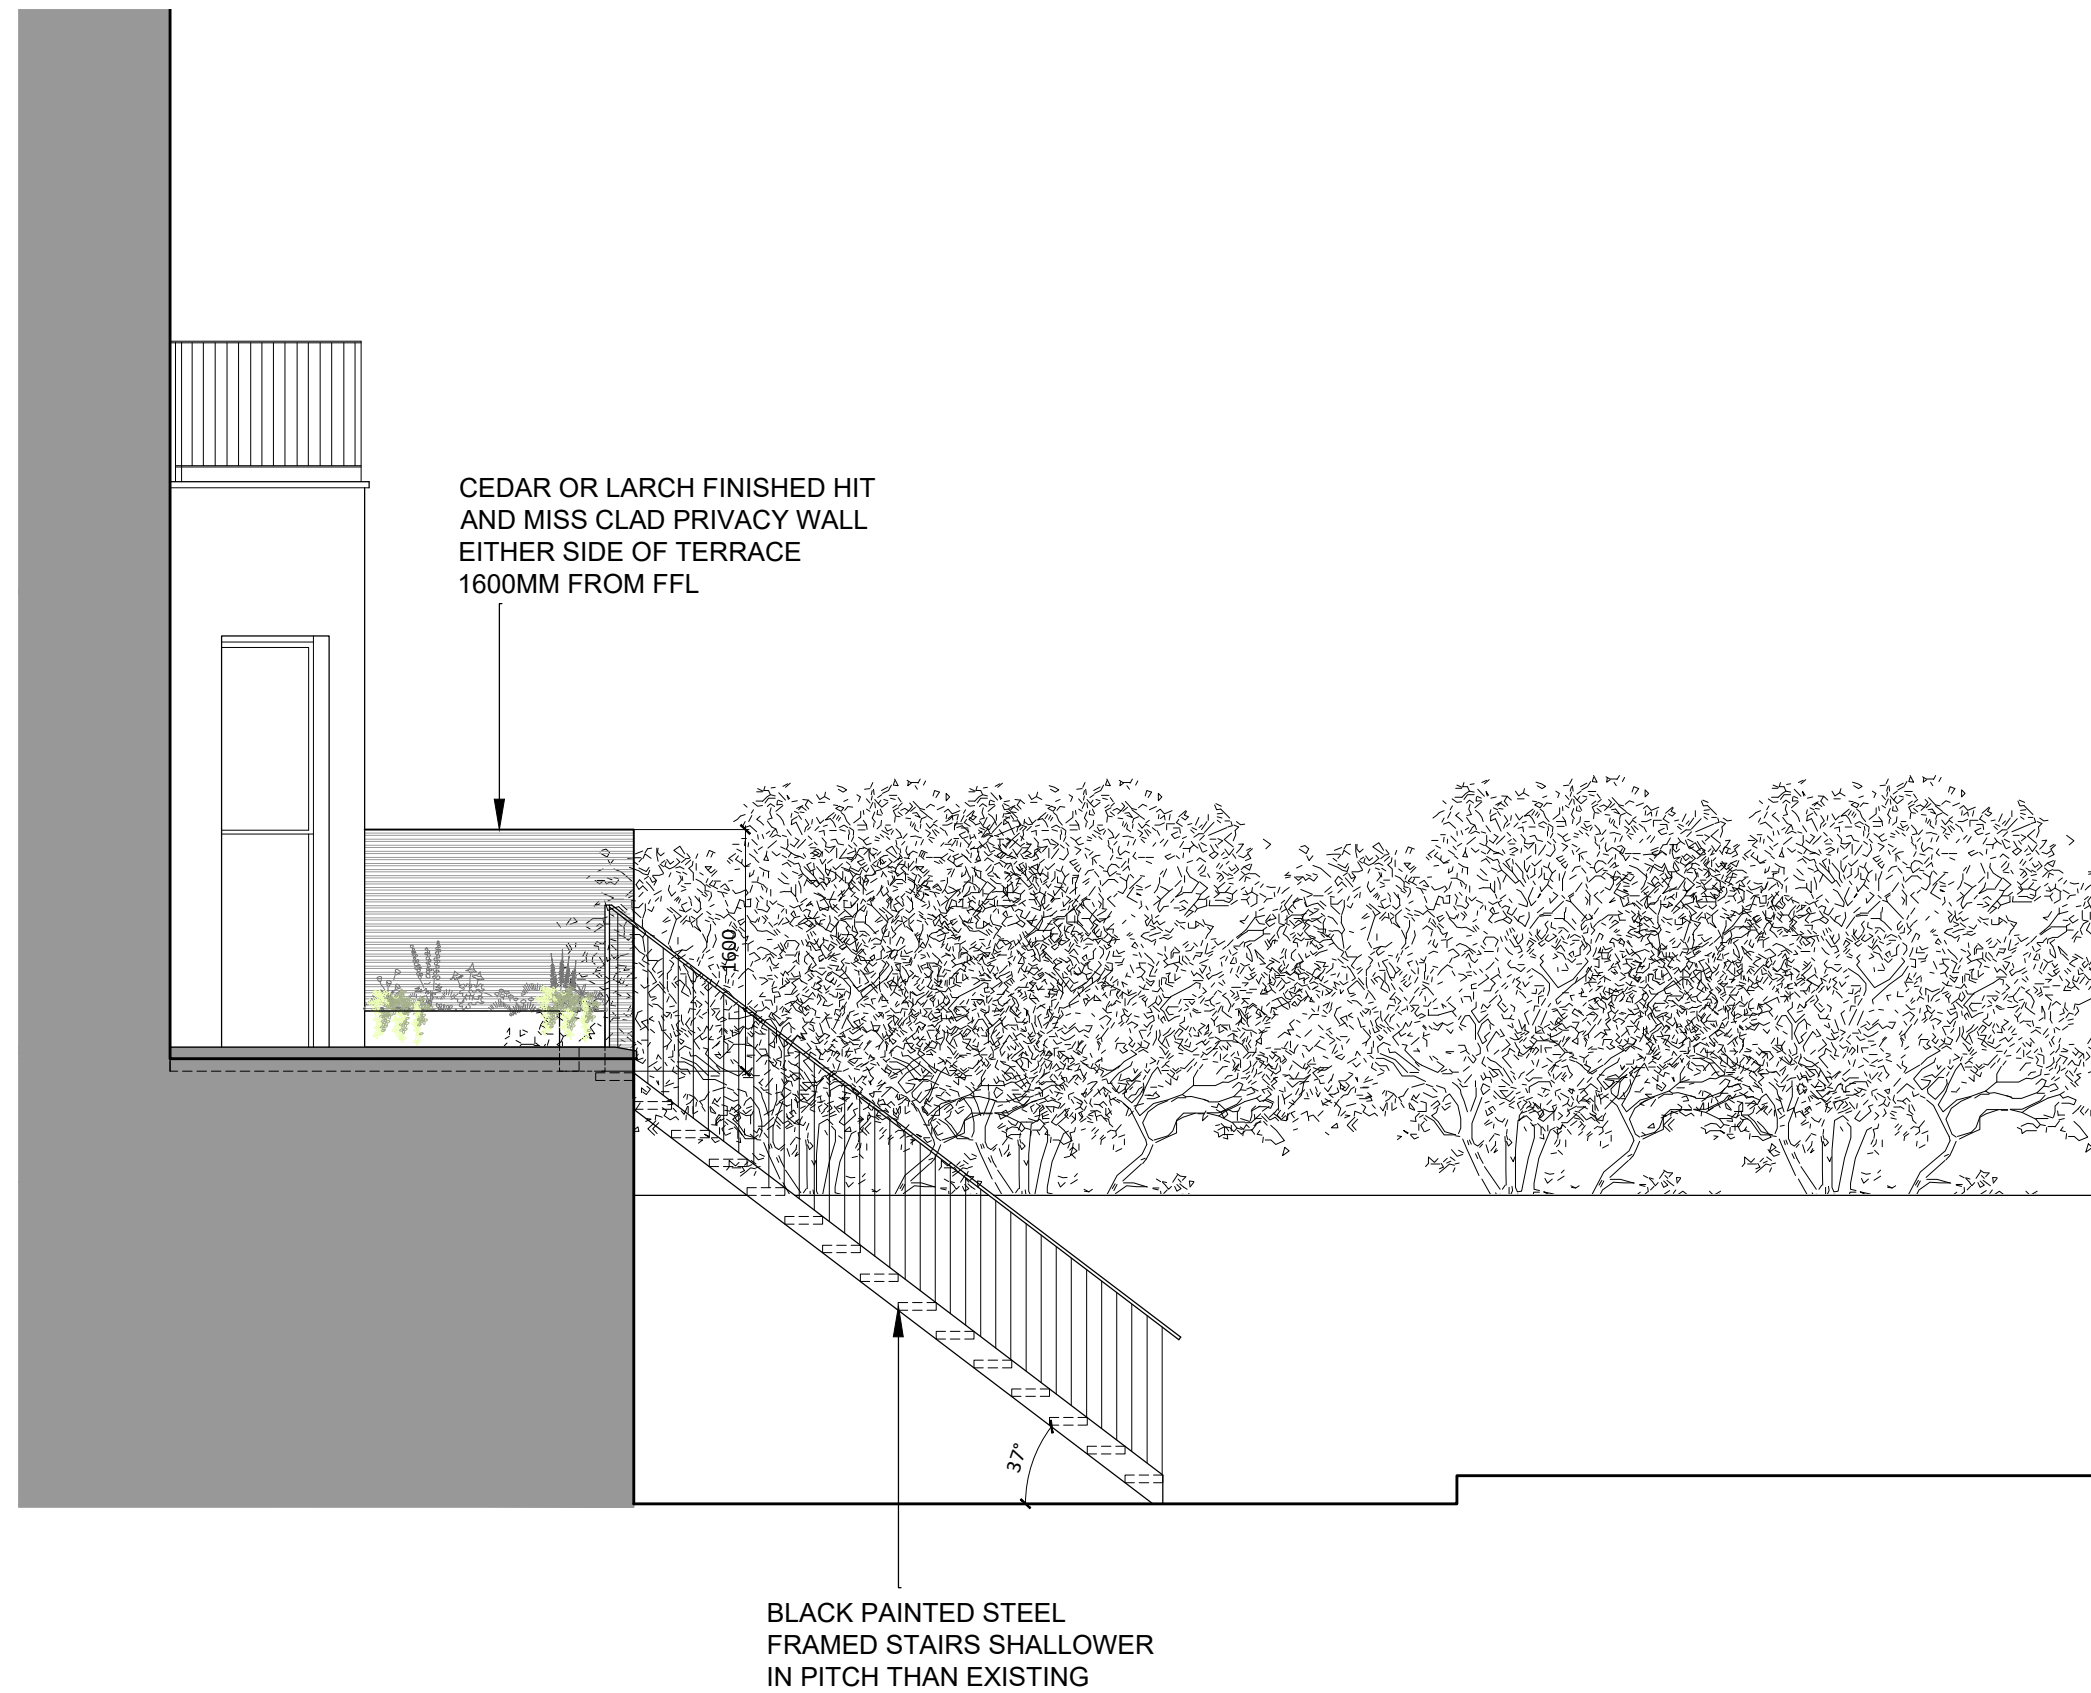 CEDAR OR LARCH FINISHED HIT
AND MISS CLAD PRIVACY WALL
EITHER SIDE OF TERRACE
1600MM FROM FFL
1600
37°
BLACK PAINTED STEEL
FRAMED STAIRS SHALLOWER
IN PITCH THAN EXISTING